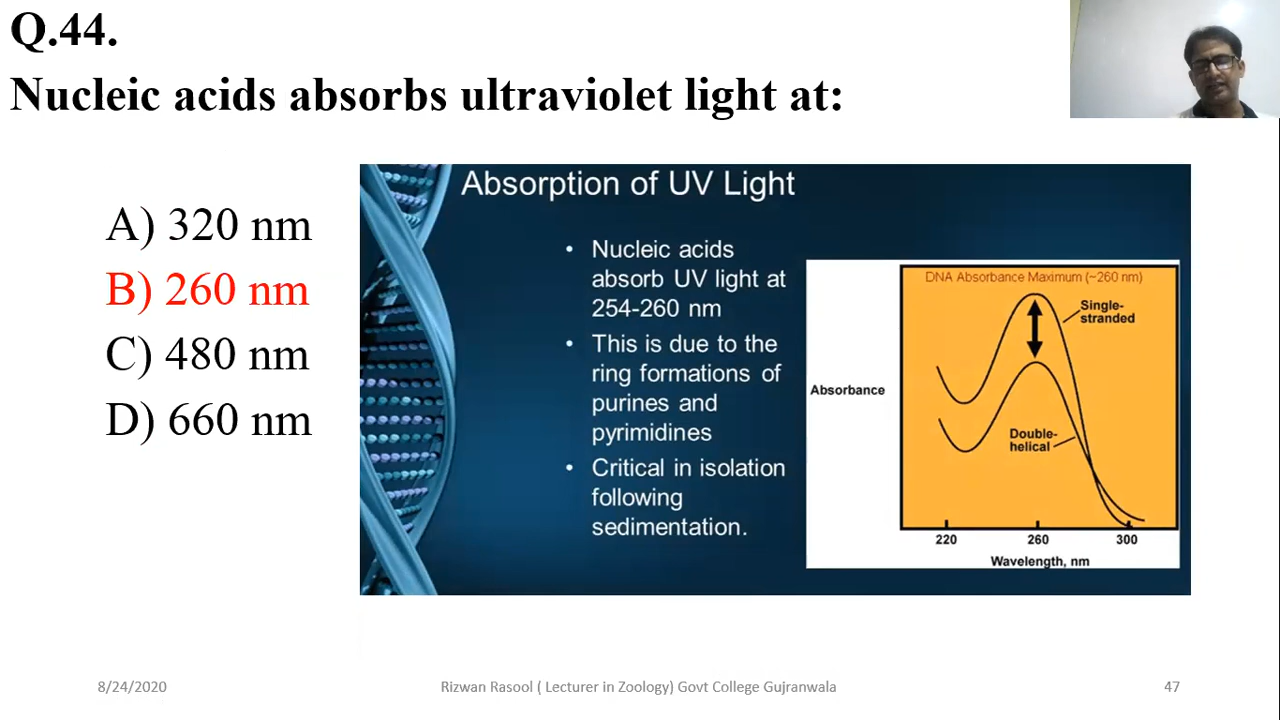 Q.44.
Nucleic acids absorbs ultraviolet light at:
A) 320 nm
B) 260 nm
C) 480 nm
D) 660 nm
Absorption of UV Light
• Nucleic acids
absorb UV light at
254-260 nm
• This is due to the
ring formations of
purines and
pyrimidines
• Critical in isolation
following
sedimentation.
DNA Absorbance Maximum (~260 nm)
Single-
stranded
Absorbance
Double-
helical
220 260 300
Wavelength, nm
8/24/2020 Rizwan Rasool ( Lecturer in Zoology) Govt College Gujranwala 47